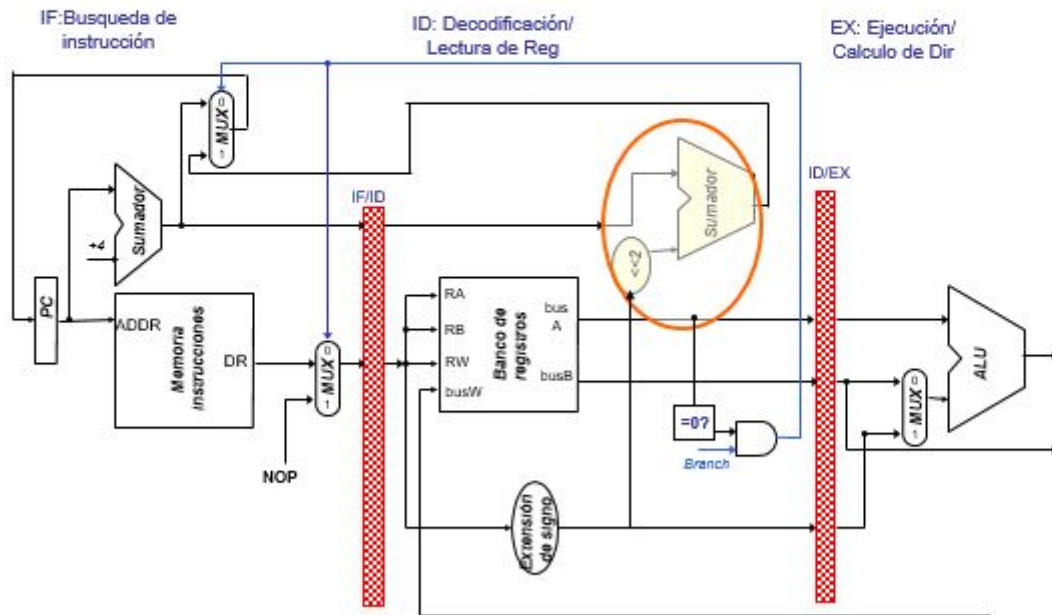 IF:Busqueda de
instrucción
ID: Decodificación/
Lectura de Reg
EX: Ejecución/
Calculo de Dir
MUX
0
1
Sumador
+4
PC
ADDR
Memoria
instrucciones
DR
MUX
0
1
NOP
IF/ID
RA
RB
RW
busW
Banco de
registros
bus
A
busB
<<2
Sumador
=0?
Branch
Extensión
de signo
ID/EX
MUX
0
1
ALU